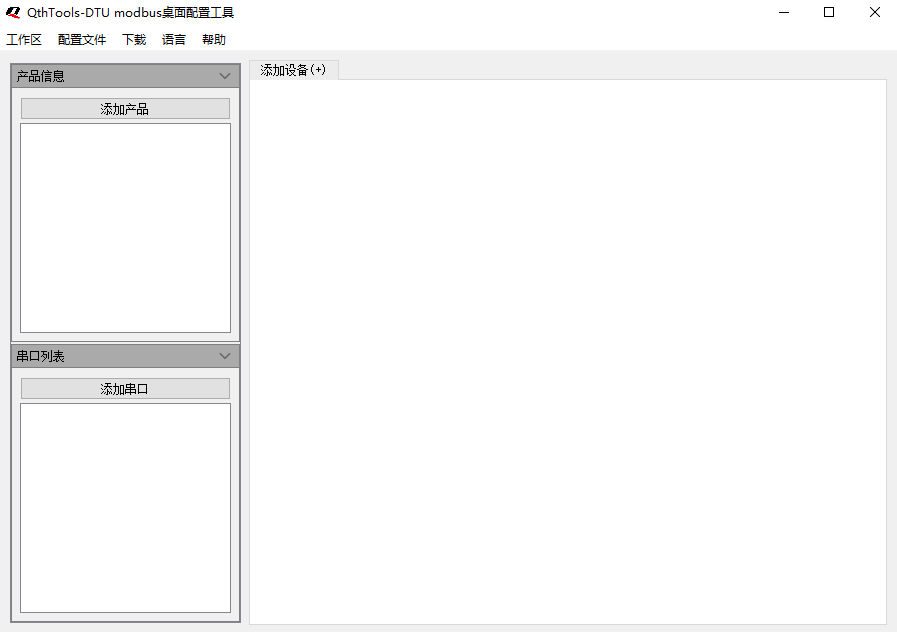 QthTools-DTU modbus桌面配置工具
工作区 配置文件 下载 语言 帮助
产品信息
添加产品
串口列表
添加串口
添加设备(+)